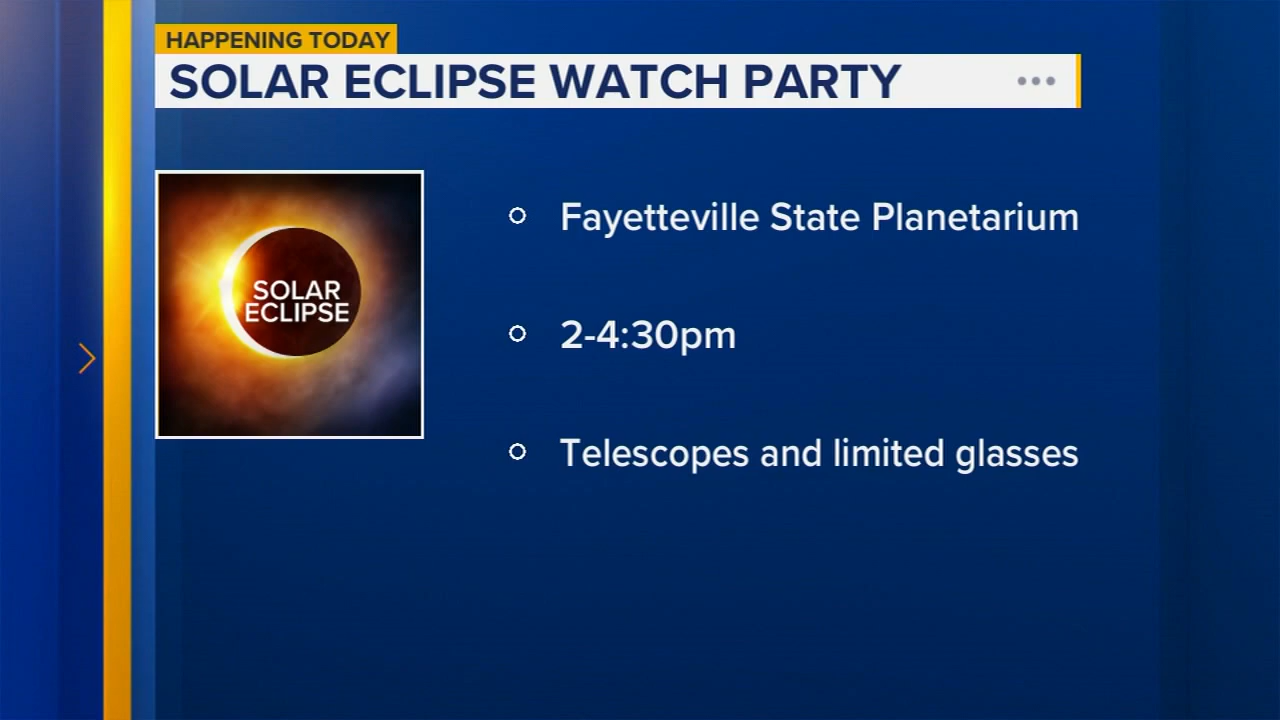 HAPPENING TODAY
SOLAR ECLIPSE WATCH PARTY
SOLAR
ECLIPSE
Fayetteville State Planetarium
2-4:30pm
Telescopes and limited glasses